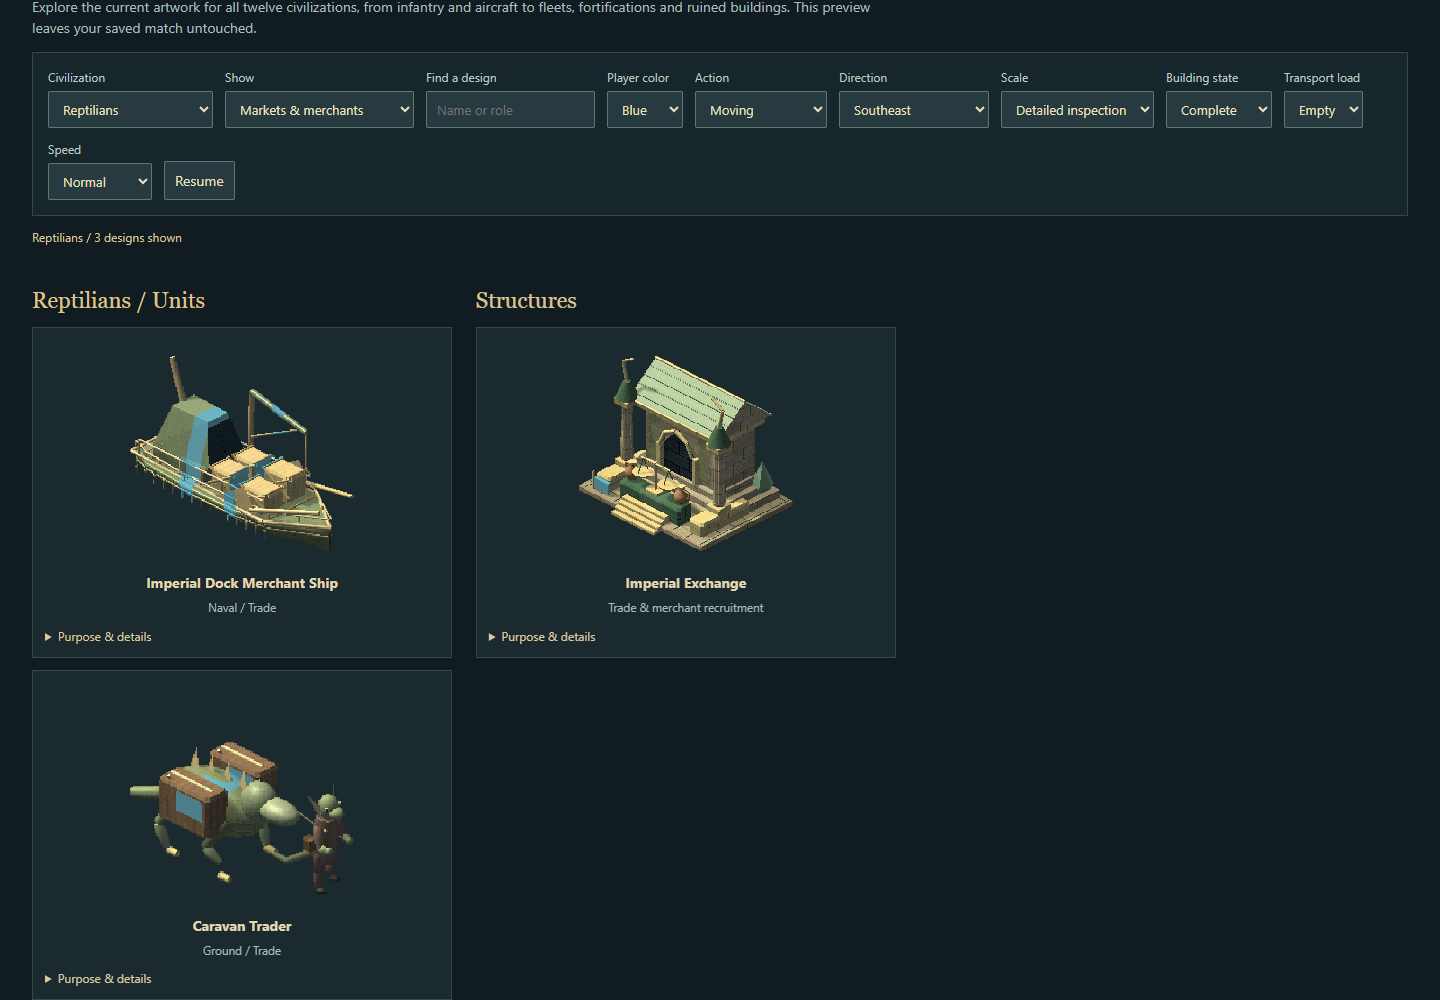 Explore the current artwork for all twelve civilizations, from infantry and aircraft to fleets, fortifications and ruined buildings. This preview
leaves your saved match untouched.
Civilization
Show
Find a design
Player color
Action
Direction
Scale
Building state
Transport load
Reptilians
Markets & merchants
Name or role
Blue
Moving
Southeast
Detailed inspection
Complete
Empty
Speed
Normal
Resume
Reptilians / 3 designs shown
Reptilians / Units
Structures
Imperial Dock Merchant Ship
Naval / Trade
▶ Purpose & details
Imperial Exchange
Trade & merchant recruitment
▶ Purpose & details
Caravan Trader
Ground / Trade
▶ Purpose & details